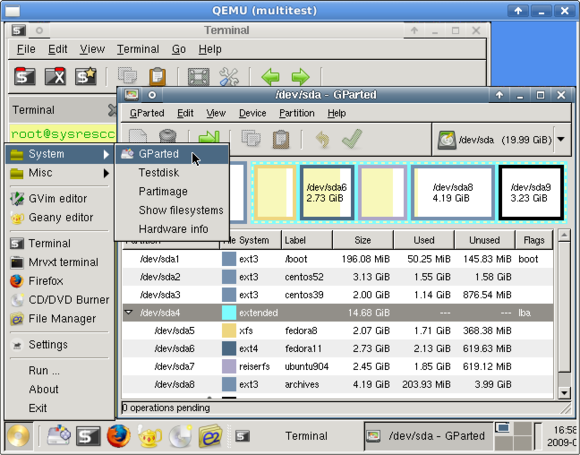 QEMU (multitest)
Terminal
File Edit View Terminal Go Help
Terminal
root@sysrescc
/dev/sda - GParted
GParted Edit View Device Partition Help
/dev/sda (19.99 GiB)
/dev/sda6
2.73 GiB
/dev/sda8
4.19 GiB
/dev/sda9
3.23 GiB
System
Misc
GVim editor
Geany editor
Terminal
Mrvxt terminal
Firefox
CD/DVD Burner
File Manager
Settings
Run ...
About
Exit
GParted
Testdisk
Partimage
Show filesystems
Hardware info
File System Label Size Used Unused Flags
/dev/sda1 ext3 /boot 196.08 MiB 50.25 MiB 145.83 MiB boot
/dev/sda2 ext3 centos52 3.13 GiB 1.55 GiB 1.58 GiB
/dev/sda3 ext3 centos39 2.00 GiB 1.14 GiB 876.54 MiB
/dev/sda4 extended 14.68 GiB --- --- lba
/dev/sda5 xfs fedora8 2.07 GiB 1.71 GiB 368.38 MiB
/dev/sda6 ext4 fedora11 2.73 GiB 2.13 GiB 619.63 MiB
/dev/sda7 reiserfs ubuntu904 2.45 GiB 1.85 GiB 619.12 MiB
/dev/sda8 ext3 archives 4.19 GiB 203.93 MiB 3.99 GiB
0 operations pending
Terminal
/dev/sda - GParted
16:58
2009-0